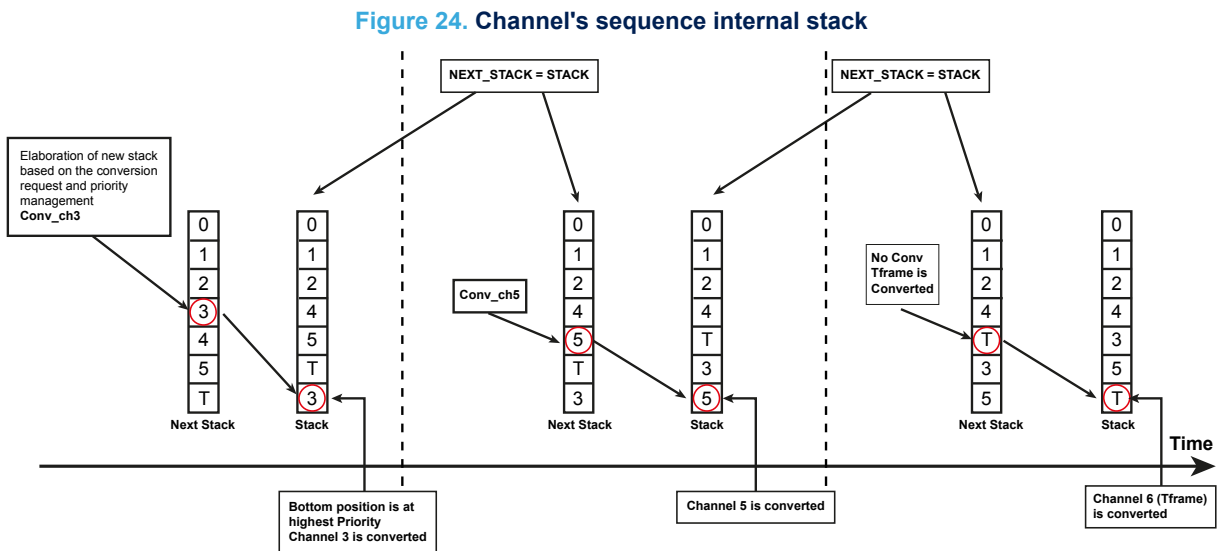 Figure 24. Channel's sequence internal stack
NEXT_STACK = STACK
NEXT_STACK = STACK
Elaboration of new stack
based on the conversion
request and priority
management
Conv_ch3
0
1
2
3
4
5
T
Next Stack
0
1
2
4
5
T
3
Stack
Conv_ch5
0
1
2
4
5
T
3
Next Stack
0
1
2
4
T
3
5
Stack
No Conv
Tframe is
Converted
0
1
2
4
T
3
5
Next Stack
0
1
2
4
3
5
T
Stack
Time
Bottom position is at
highest Priority
Channel 3 is converted
Channel 5 is converted
Channel 6 (Tframe)
is converted